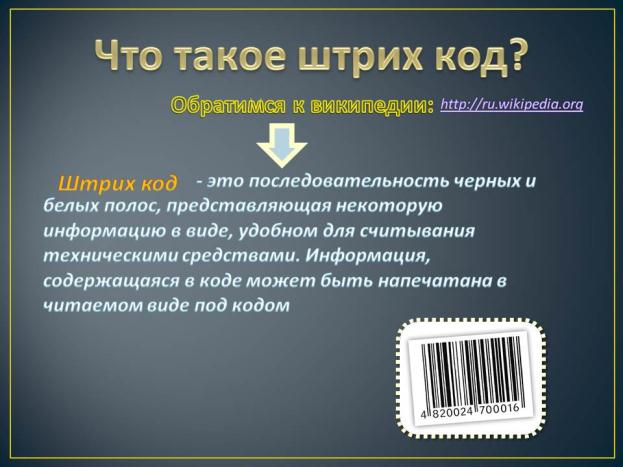 Что такое штрих код?
Обратимся к википедии: http://ru.wikipedia.org
Штрих код - это последовательность черных и
белых полос, представляющая некоторую
информацию в виде, удобном для считывания
техническими средствами. Информация,
содержащаяся в коде может быть напечатана в
читаемом виде под кодом
4 820024 700016